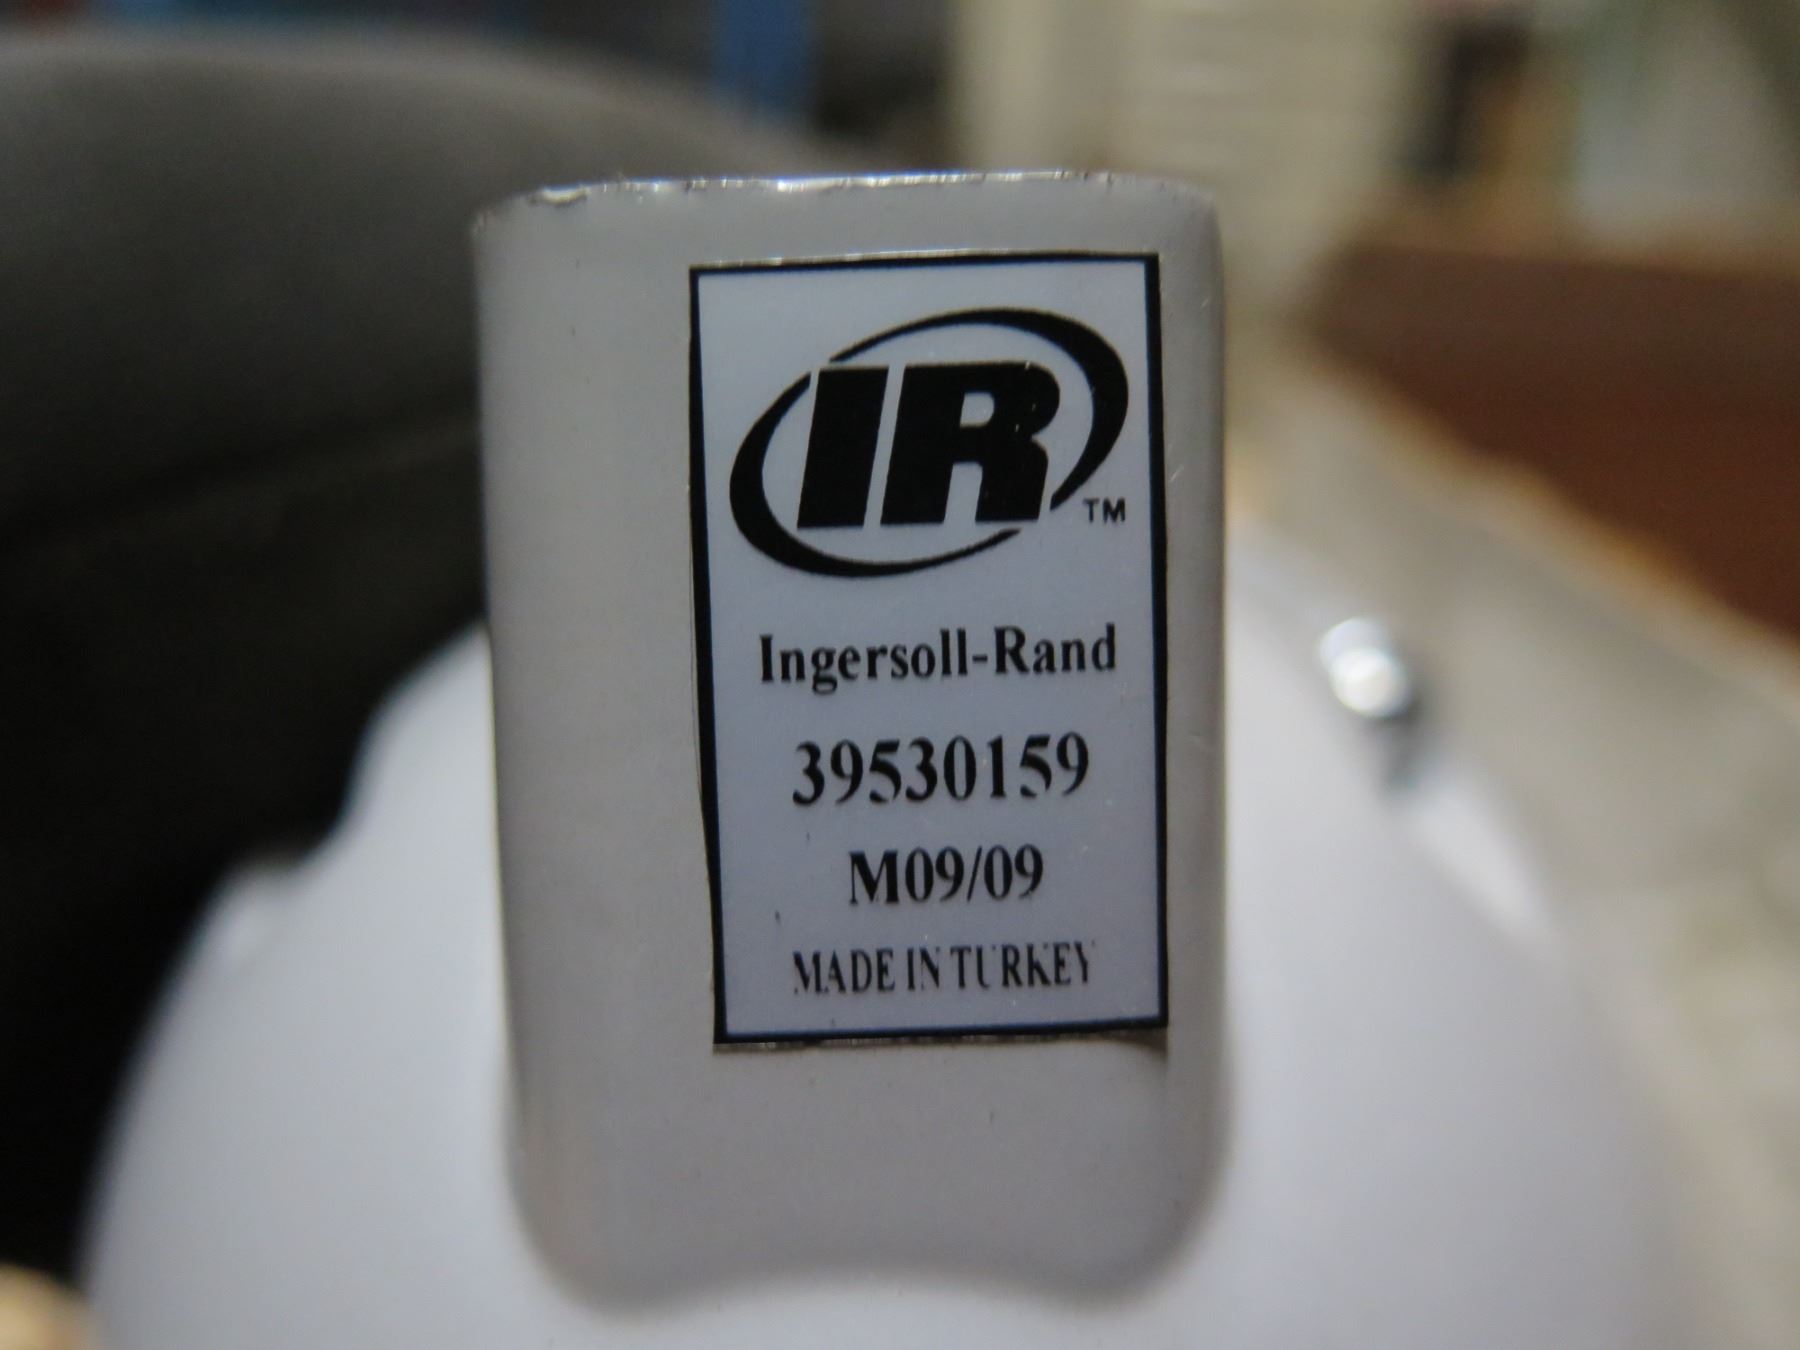 IR
TM
Ingersoll-Rand
39530159
M09/09
MADE IN TURKEY